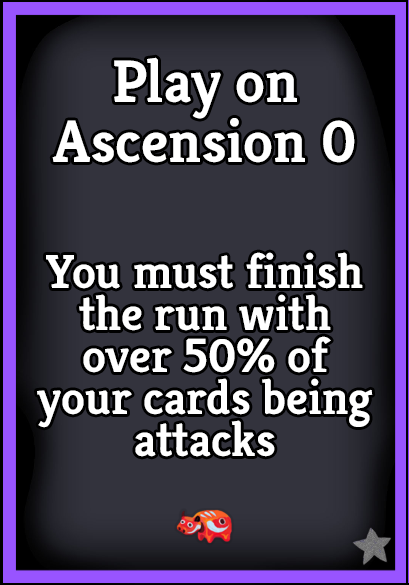 Play on
Ascension 0
You must finish
the run with
over 50% of
your cards being
attacks